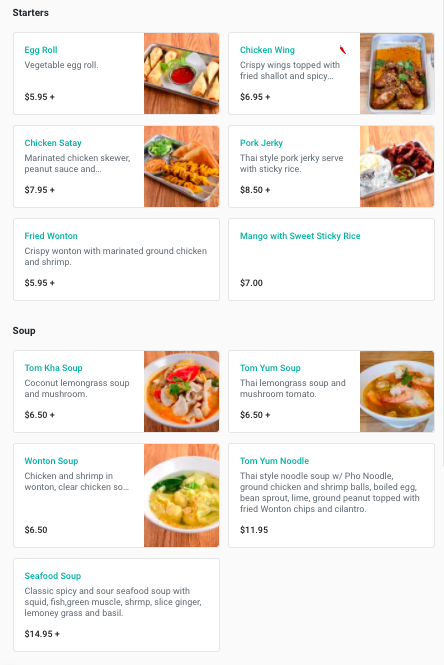 Starters
Egg Roll
Vegetable egg roll.
$5.95 +
Chicken Wing
Crispy wings topped with
fried shallot and spicy...
$6.95 +
Chicken Satay
Marinated chicken skewer,
peanut sauce and...
$7.95 +
Pork Jerky
Thai style pork jerky serve
with sticky rice.
$8.50 +
Fried Wonton
Crispy wonton with marinated ground chicken
and shrimp.
$5.95 +
Mango with Sweet Sticky Rice
$7.00
Soup
Tom Kha Soup
Coconut lemongrass soup
and mushroom.
$6.50 +
Tom Yum Soup
Thai lemongrass soup and
mushroom tomato.
$6.50 +
Wonton Soup
Chicken and shrimp in
wonton, clear chicken so...
$6.50
Tom Yum Noodle
Thai style noodle soup w/ Pho Noodle,
ground chicken and shrimp balls, boiled egg,
bean sprout, lime, ground peanut topped with
fried Wonton chips and cilantro.
$11.95
Seafood Soup
Classic spicy and sour seafood soup with
squid, fish,green muscle, shrmp, slice ginger,
lemoney grass and basil.
$14.95 +